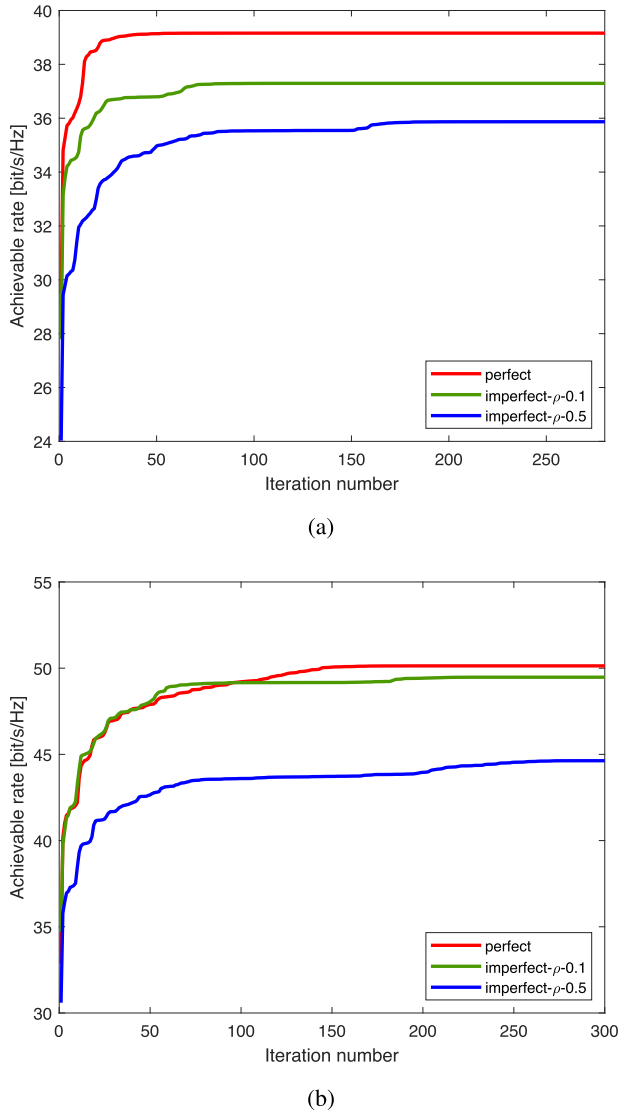 40
38
36
34
32
30
28
26
24
Achievable rate [bit/s/Hz]
perfect
imperfect-ρ-0.1
imperfect-ρ-0.5
0 50 100 150 200 250
Iteration number
(a)
55
50
45
40
35
30
Achievable rate [bit/s/Hz]
perfect
imperfect-ρ-0.1
imperfect-ρ-0.5
0 50 100 150 200 250 300
Iteration number
(b)